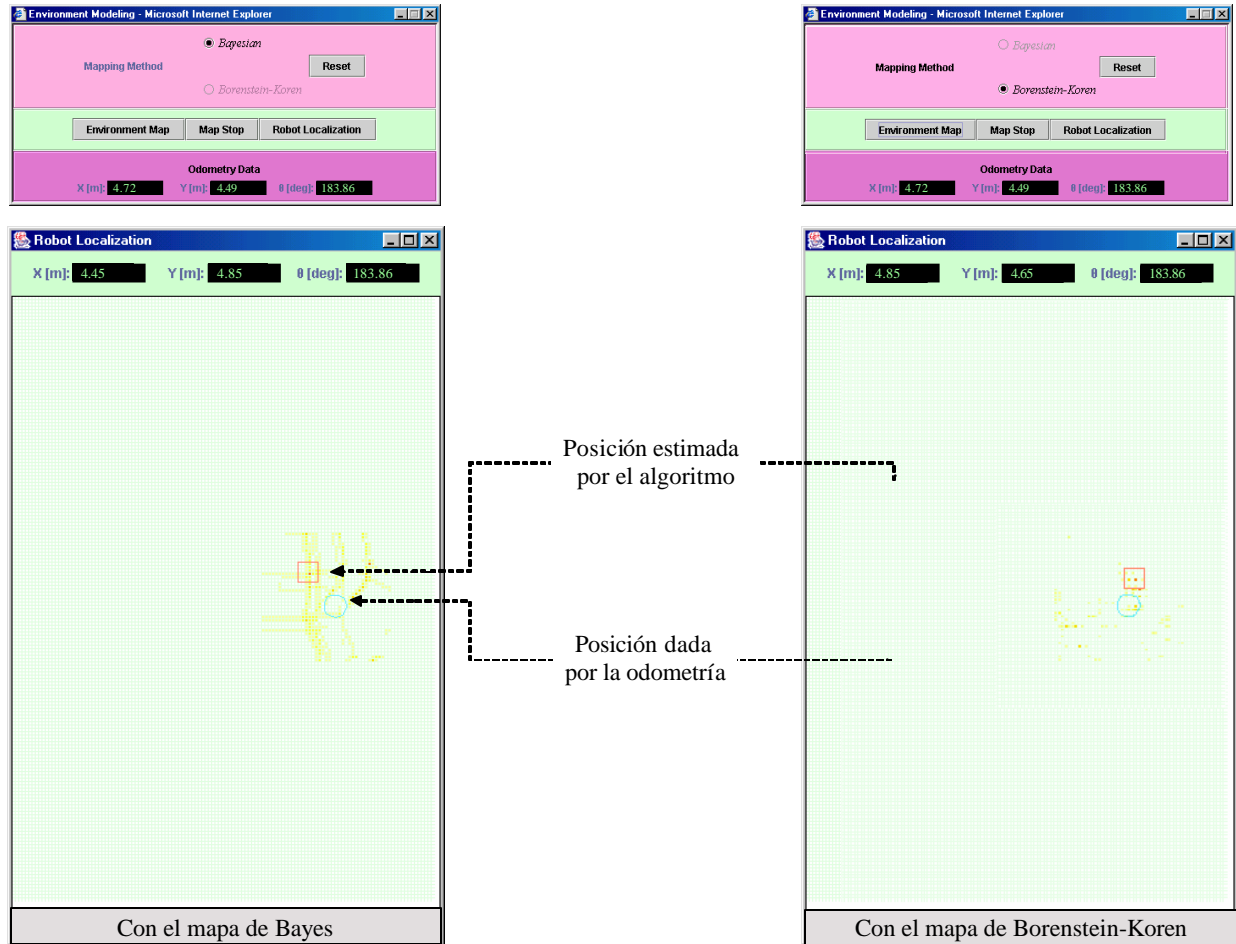 Environment Modeling - Microsoft Internet Explorer
Bayesian
Mapping Method
Reset
Borenstein-Koren
Environment Map Map Stop Robot Localization
Odometry Data
X [m]: 4.72 Y [m]: 4.49 θ [deg]: 183.86
Environment Modeling - Microsoft Internet Explorer
Bayesian
Mapping Method
Reset
Borenstein-Koren
Environment Map Map Stop Robot Localization
Odometry Data
X [m]: 4.72 Y [m]: 4.49 θ [deg]: 183.86
Robot Localization
X [m]: 4.45 Y [m]: 4.85 θ [deg]: 183.86
Robot Localization
X [m]: 4.85 Y [m]: 4.65 θ [deg]: 183.86
Posición estimada
por el algoritmo
Posición dada
por la odometría
Con el mapa de Bayes
Con el mapa de Borenstein-Koren